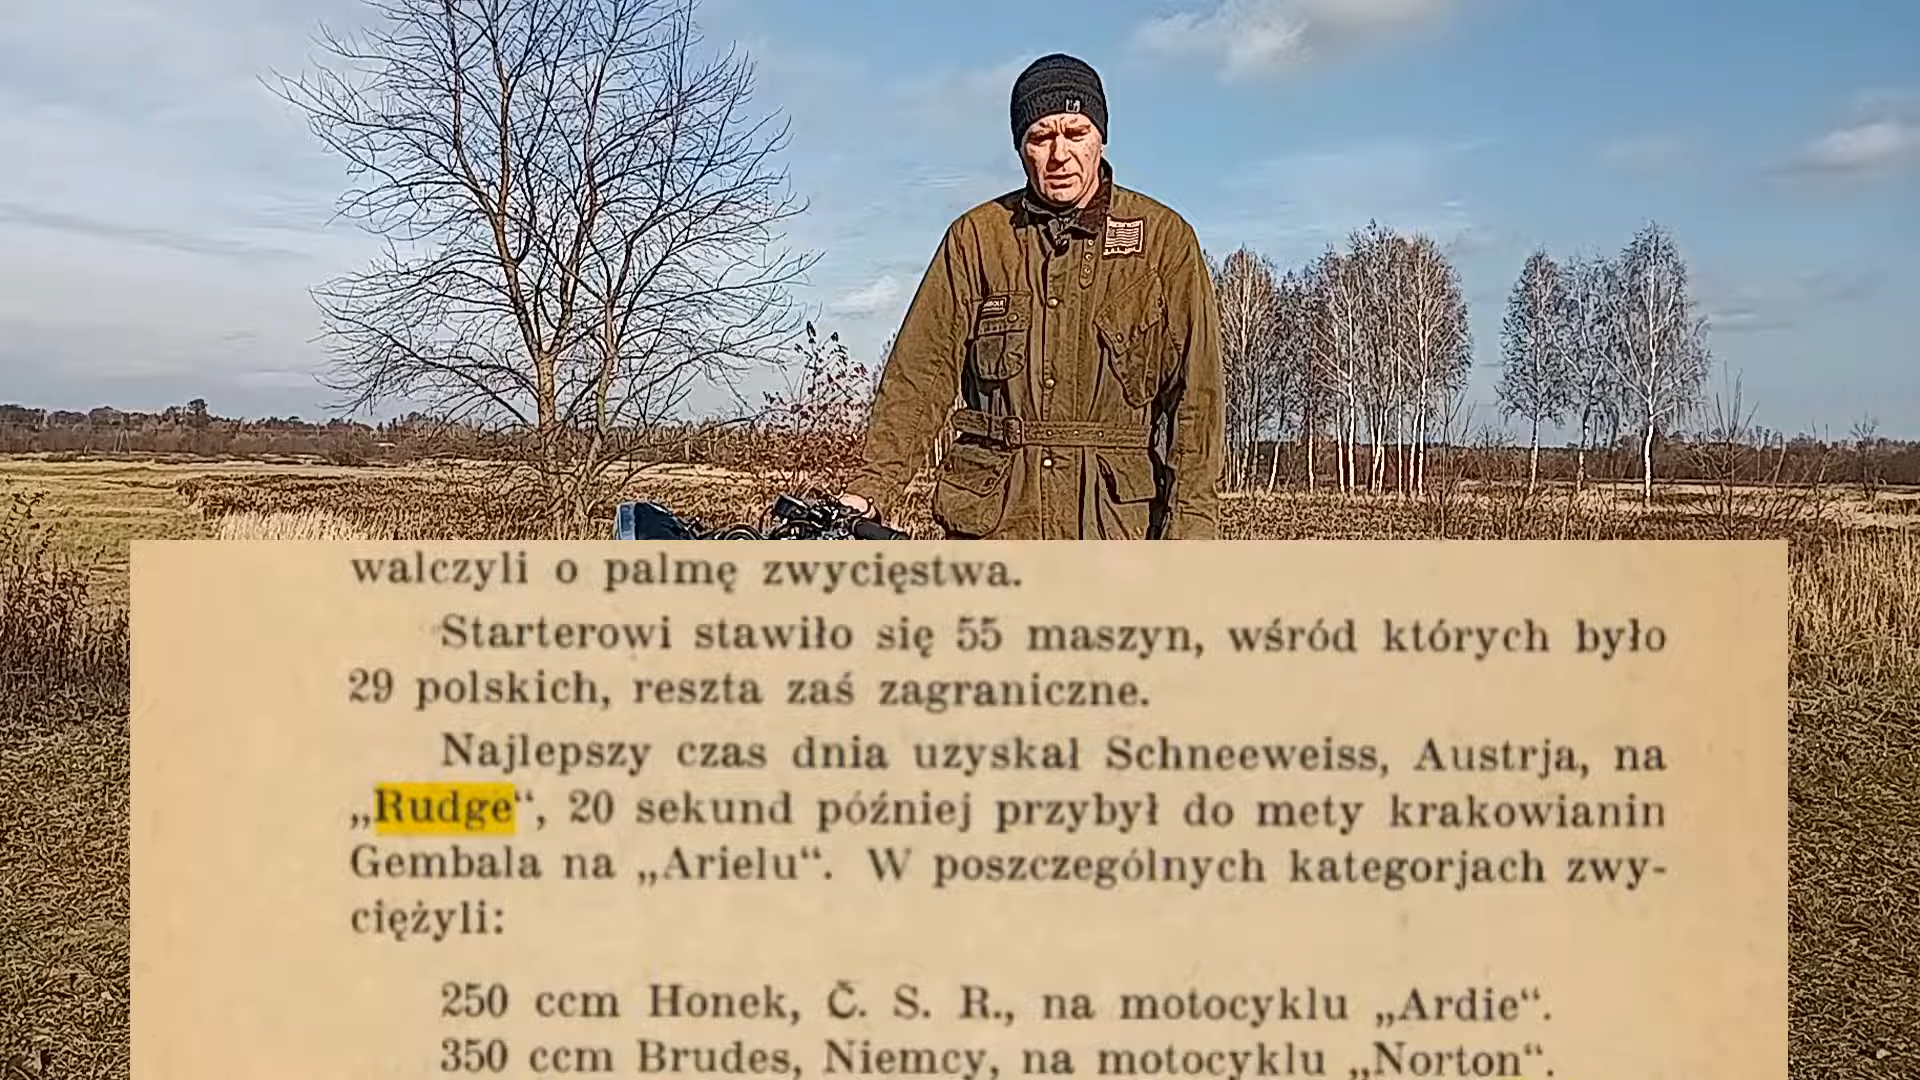 walczyli o palmę zwycięstwa.
Starterowi stawiło się 55 maszyn, wśród których było
29 polskich, reszta zaś zagraniczne.
Najlepszy czas dnia uzyskał Schneeweiss, Austrja, na
„Rudge“, 20 sekund później przybył do mety krakowianin
Gembala na „Arielu“. W poszczególnych kategorjach zwy-
ciężyli:
250 ccm Honek, Č. S. R., na motocyklu „Ardie“.
350 ccm Brudes, Niemcy, na motocyklu „Norton“.